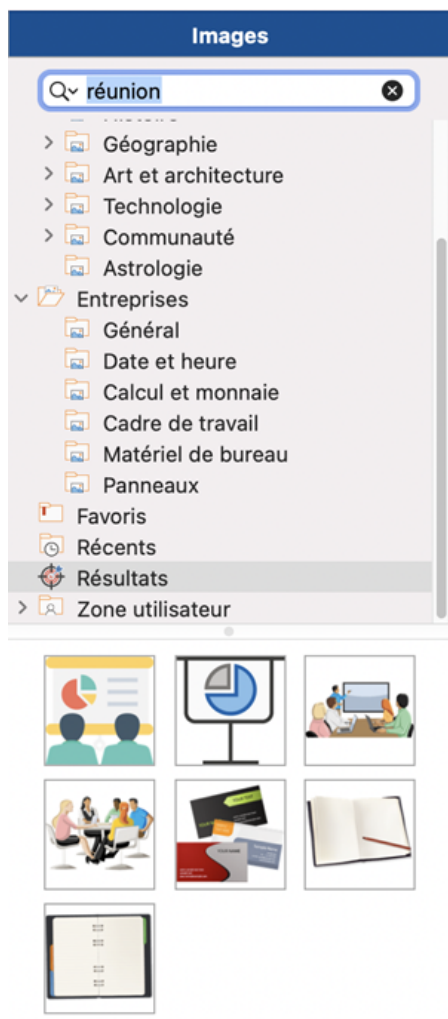 Images
réunion
Histoire
Géographie
Art et architecture
Technologie
Communauté
Astrologie
Entreprises
Général
Date et heure
Calcul et monnaie
Cadre de travail
Matériel de bureau
Panneaux
Favoris
Récents
Résultats
Zone utilisateur